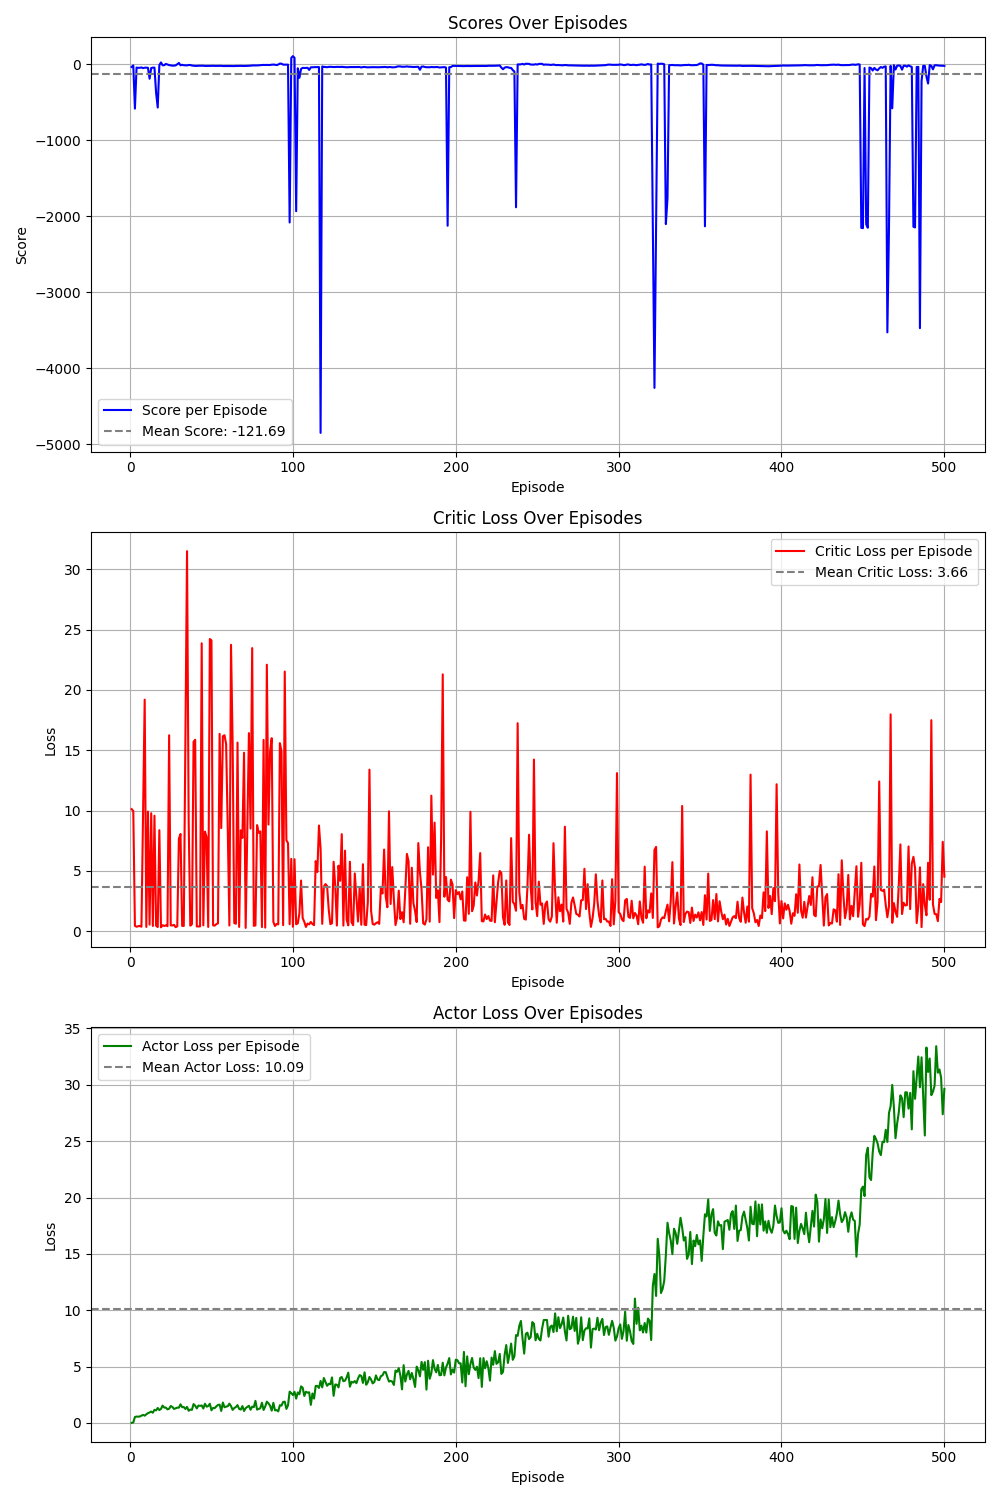 Scores Over Episodes
0
−1000
−2000
−3000
−4000
−5000
Score
Score per Episode
Mean Score: -121.69
0 100 200 300 400 500
Episode
Critic Loss Over Episodes
30
25
20
15
10
5
0
Loss
Critic Loss per Episode
Mean Critic Loss: 3.66
0 100 200 300 400 500
Episode
Actor Loss Over Episodes
35
30
25
20
15
10
5
0
Loss
Actor Loss per Episode
Mean Actor Loss: 10.09
0 100 200 300 400 500
Episode